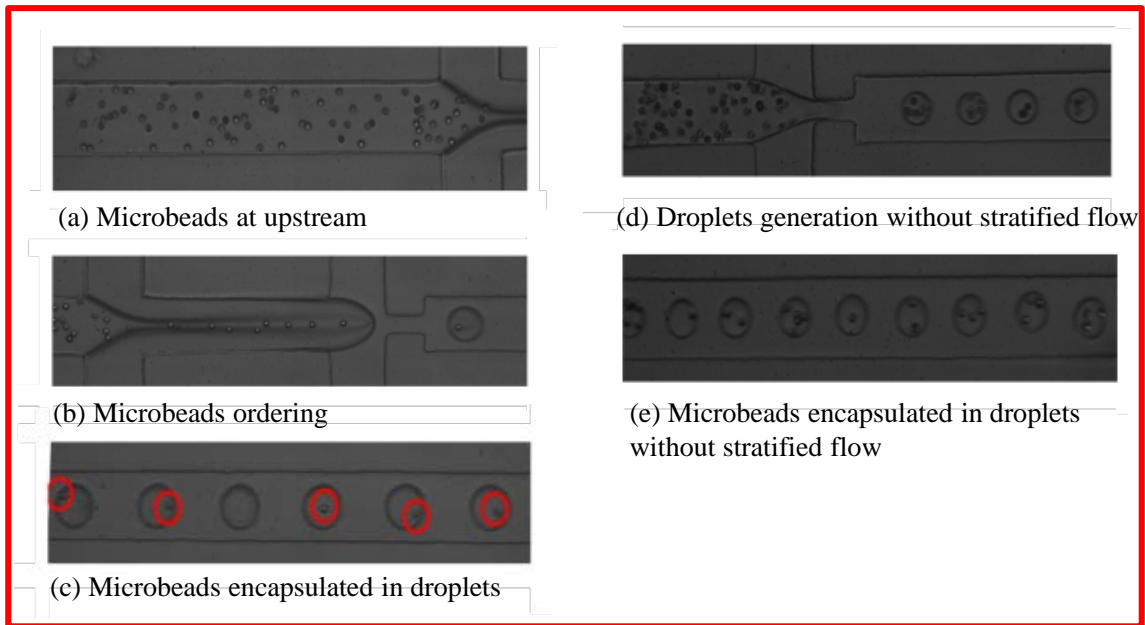 (a) Microbeads at upstream
(b) Microbeads ordering
(c) Microbeads encapsulated in droplets
(d) Droplets generation without stratified flow
(e) Microbeads encapsulated in droplets
without stratified flow